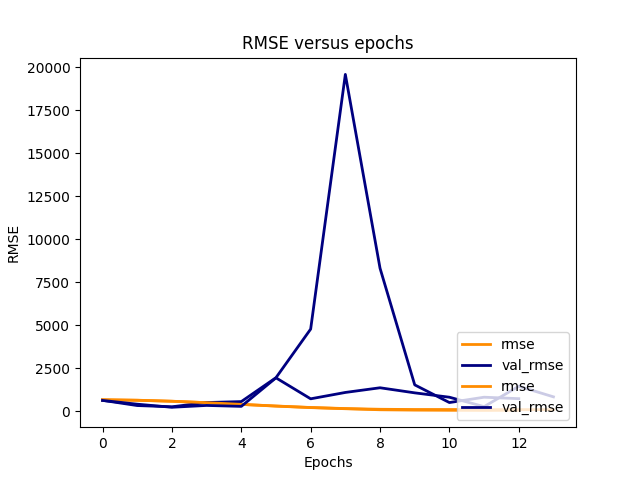 RMSE versus epochs
20000
17500
15000
12500
10000
7500
5000
2500
0
RMSE
rmse
val_rmse
rmse
val_rmse
0 2 4 6 8 10 12
Epochs